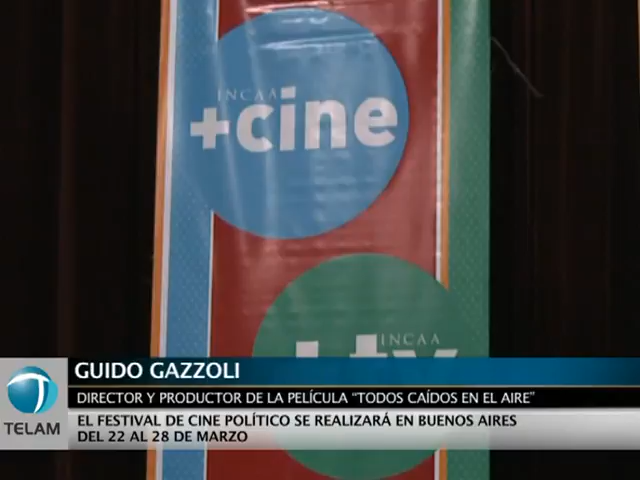 INCAA
+cine
INCAA
+tv
GUIDO GAZZOLI
DIRECTOR Y PRODUCTOR DE LA PELÍCULA “TODOS CAÍDOS EN EL AIRE”
EL FESTIVAL DE CINE POLÍTICO SE REALIZARÁ EN BUENOS AIRES
DEL 22 AL 28 DE MARZO
TELAM